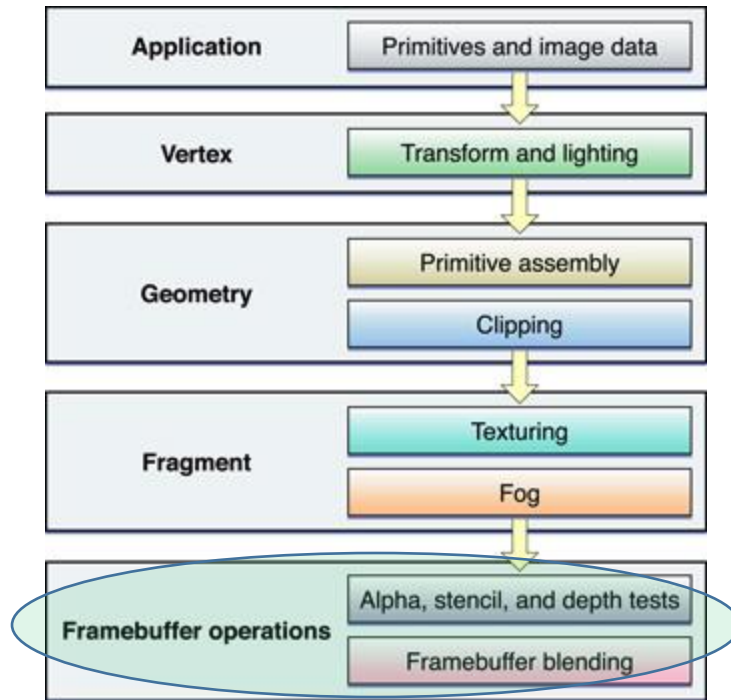 Application
Primitives and image data
Vertex
Transform and lighting
Geometry
Primitive assembly
Clipping
Fragment
Texturing
Fog
Framebuffer operations
Alpha, stencil, and depth tests
Framebuffer blending